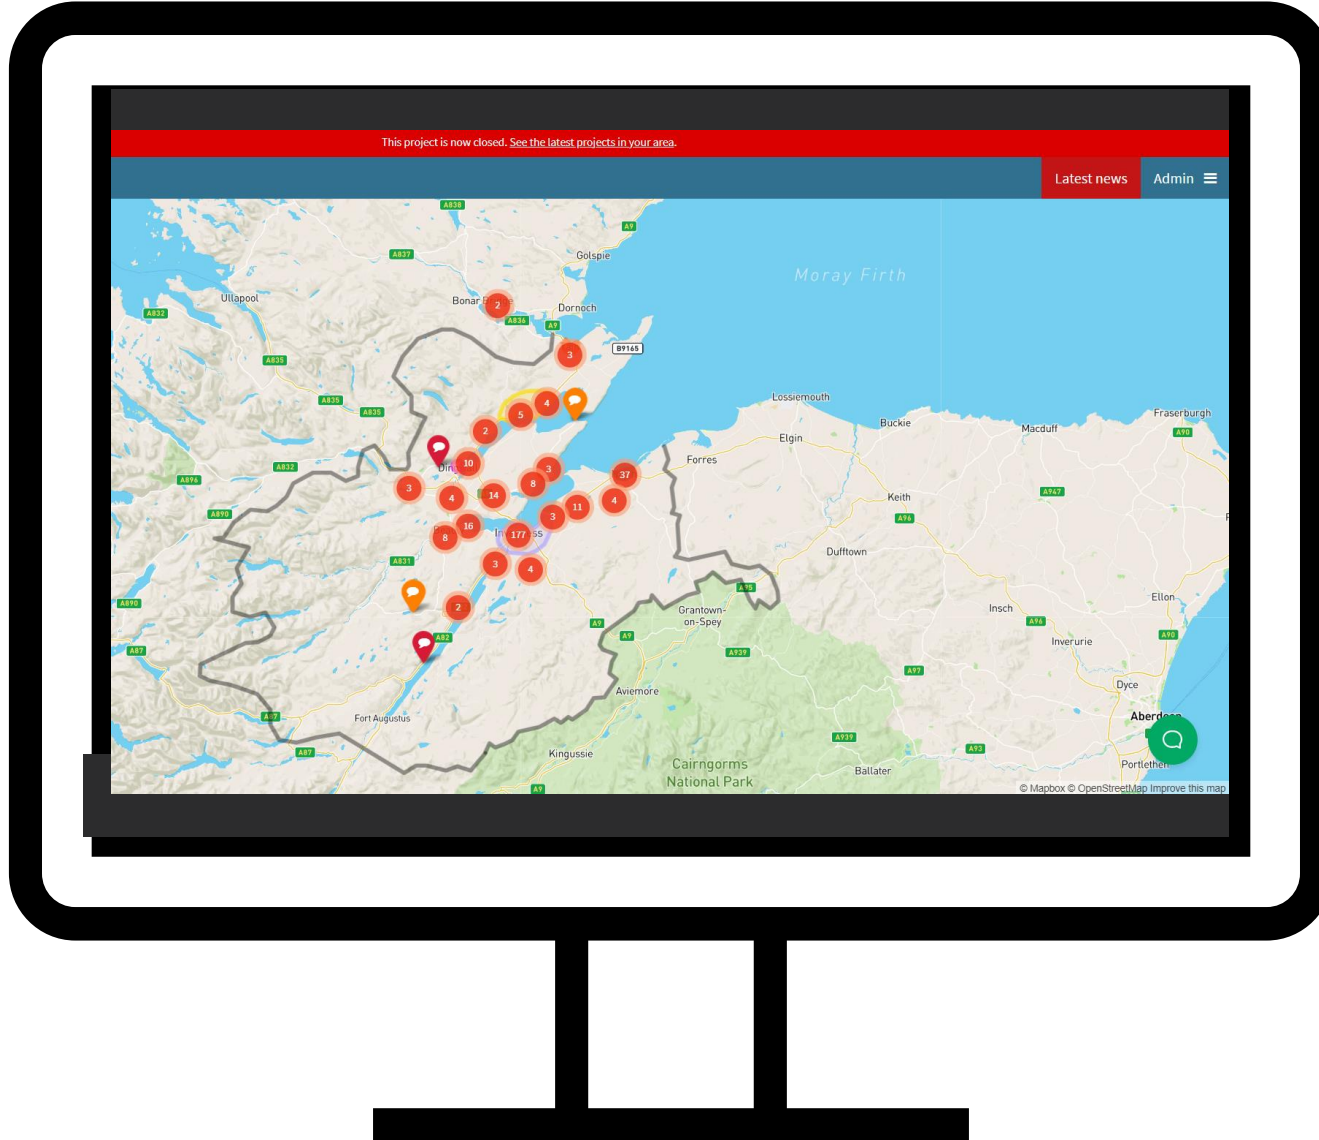 This project is now closed. See the latest projects in your area.
Latest news
Admin
A838
A9
A837
Golspie
Moray Firth
Ullapool
Bonar
2
Dornoch
A832
A836
A9
3
B9165
A835
A835
A835
4
5
Lossiemouth
Fraserburgh
Buckie
Macduff
A90
2
Elgin
10
Forres
A832
3
37
A896
8
3
4
14
4
A947
Keith
11
A890
3
A96
16
177
8
Dufftown
A831
3
4
A95
A890
2
Ellon
Grantown-
on-Spey
Insch
A9
A96
A82
A9
A90
Inverurie
A87
A939
A97
Dyce
Aviemore
Fort Augustus
A87
Aberdeen
A939
A93
A87
Kingussie
Cairngorms
National Park
Ballater
Portlethen
A9
© Mapbox © OpenStreetMap Improve this map